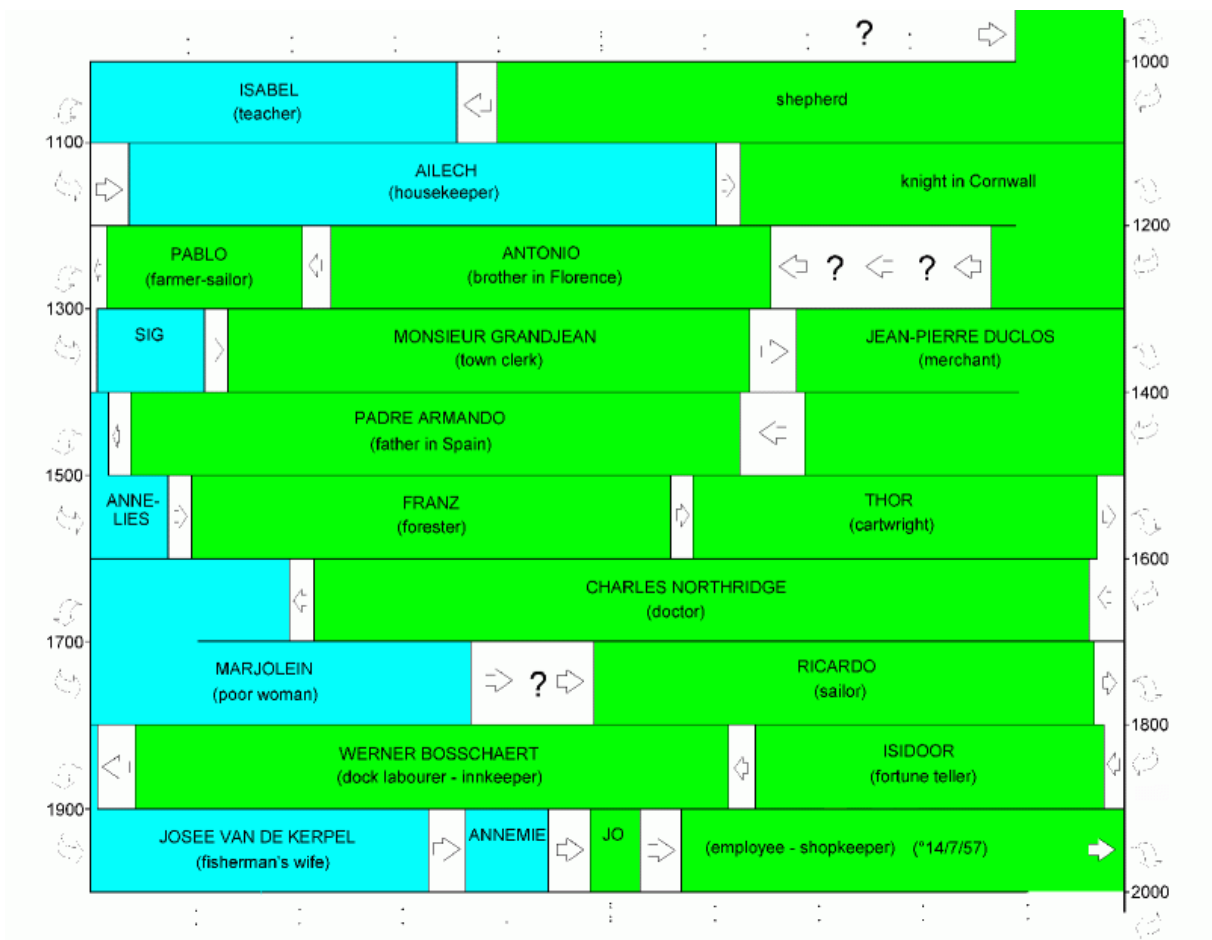 ?
1000
ISABEL
(teacher)
shepherd
1100
AILECH
(housekeeper)
knight in Cornwall
1200
PABLO
(farmer-sailor)
ANTONIO
(brother in Florence)
? ?
1300
SIG
MONSIEUR GRANDJEAN
(town clerk)
JEAN-PIERRE DUCLOS
(merchant)
1400
PADRE ARMANDO
(father in Spain)
1500
ANNE-
LIES
FRANZ
(forester)
THOR
(cartwright)
1600
CHARLES NORTHRIDGE
(doctor)
1700
MARJOLEIN
(poor woman)
?
RICARDO
(sailor)
1800
WERNER BOSSCHAERT
(dock labourer - innkeeper)
ISIDOOR
(fortune teller)
1900
JOSEE VAN DE KERPEL
(fisherman's wife)
ANNEMIE
JO
(employee - shopkeeper) (°14/7/57)
2000